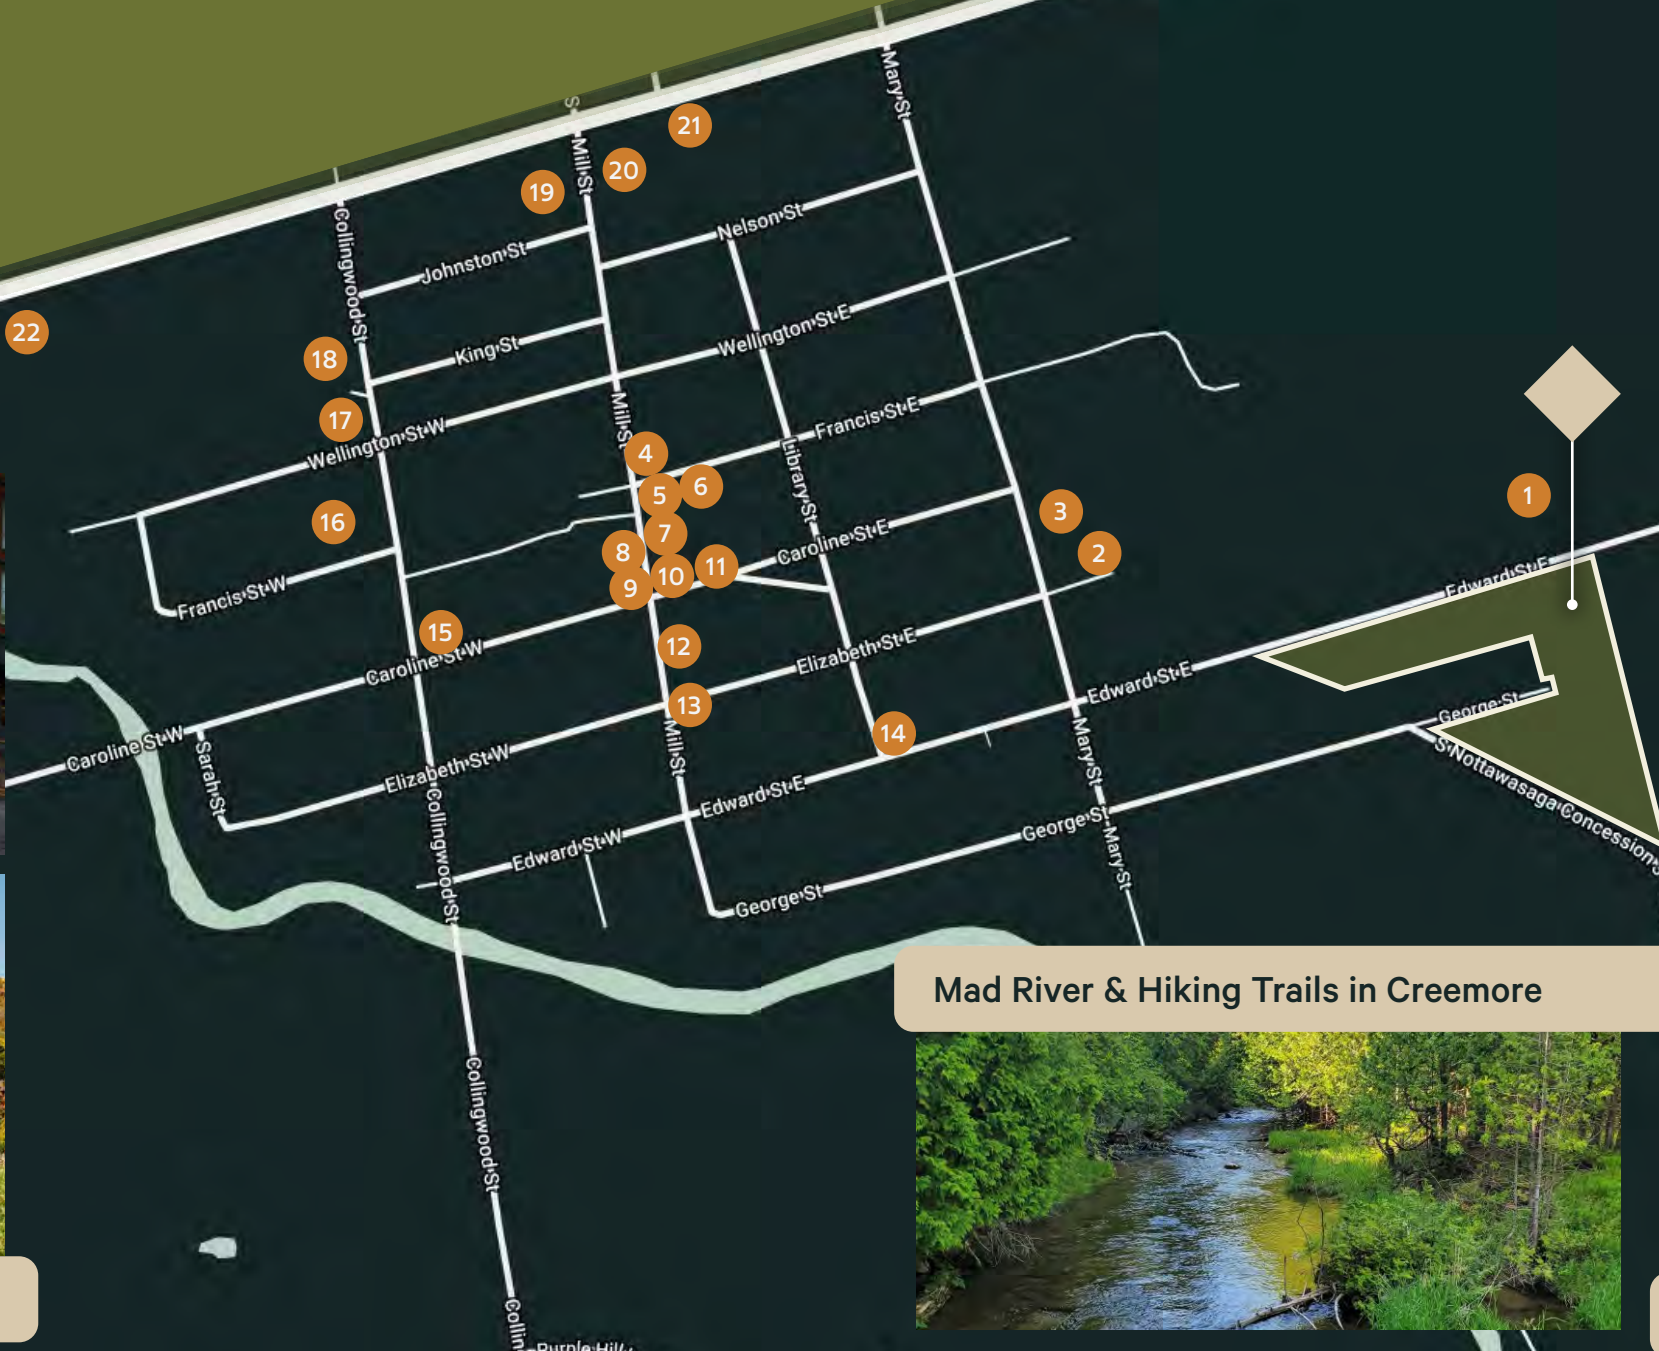 Mary St
S
21
Mill St
20
19
Nelson St
Collingwood St
Johnston St
22
18
King St
Wellington St E
17
Wellington St W
Mill St
4
Francis St E
Library St
5
6
1
16
7
3
Caroline St E
8
2
11
10
9
Francis St W
Edward St E
15
12
Caroline St W
Elizabeth St E
Edward St E
13
George St
14
Caroline St W
Sarah St
Mill St
Mary St
S Nottawasaga Concession
Elizabeth St W
Collingwood St
Edward St E
George St
Edward St W
Mary St
George St
Mad River & Hiking Trails in Creemore
Collingwood St
Collin
Purple Hill